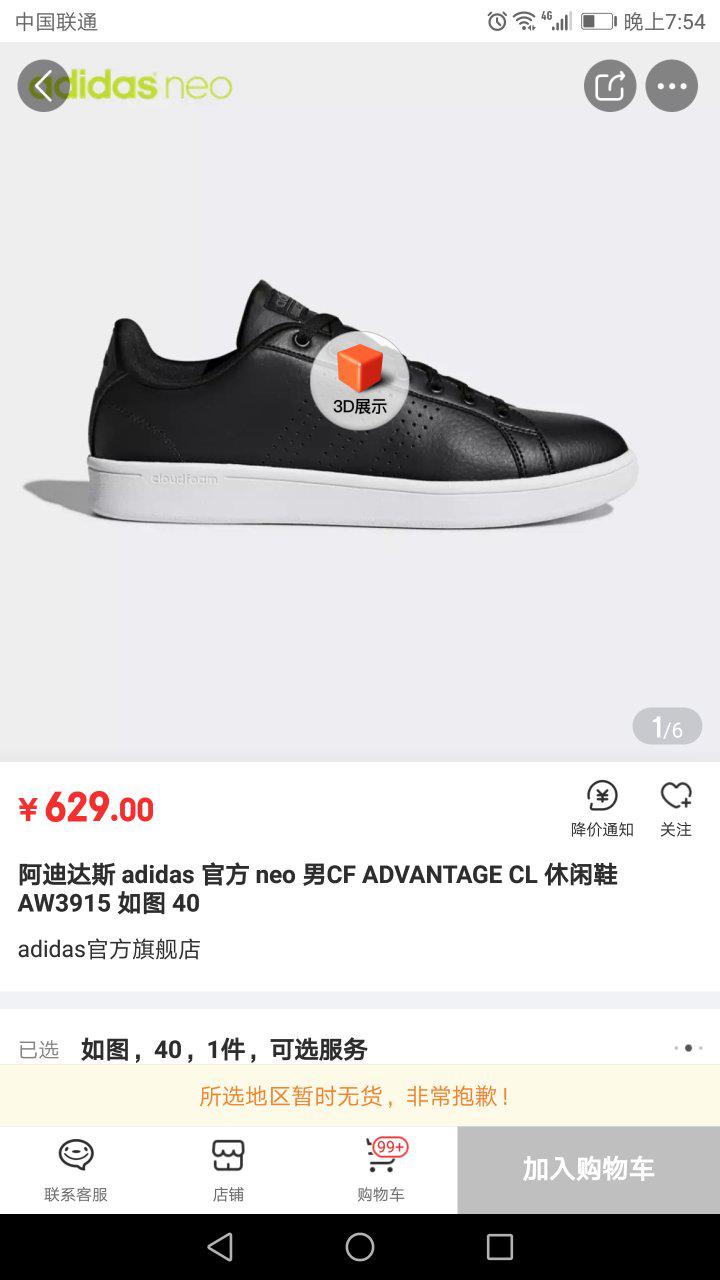 中国联通
4G
晚上7:54
adidas neo
3D展示
cloudfoam
1/6
¥ 629.00
降价通知
关注
阿迪达斯 adidas 官方 neo 男CF ADVANTAGE CL 休闲鞋
AW3915 如图 40
adidas官方旗舰店
已选 如图，40，1件，可选服务
所选地区暂时无货，非常抱歉！
99+
联系客服
店铺
购物车
加入购物车